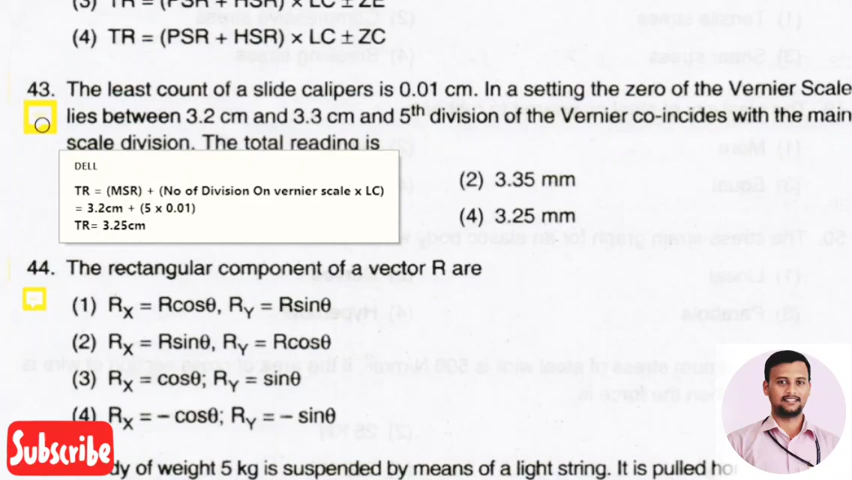 (3) TR = (PSR + HSR) × LC ± ZE
(4) TR = (PSR + HSR) × LC ± ZC
43. The least count of a slide calipers is 0.01 cm. In a setting the zero of the Vernier Scale
lies between 3.2 cm and 3.3 cm and 5th division of the Vernier co-incides with the main
scale division. The total reading is
DELL
TR = (MSR) + (No of Division On vernier scale x LC)
= 3.2cm + (5 x 0.01)
TR= 3.25cm
(2) 3.35 mm
(4) 3.25 mm
44. The rectangular component of a vector R are
(1) RX = Rcosθ, RY = Rsinθ
(2) RX = Rsinθ, RY = Rcosθ
(3) RX = cosθ; RY = sinθ
(4) RX = – cosθ; RY = – sinθ
of weight 5 kg is suspended by means of a light string. It is pulled
Subscribe